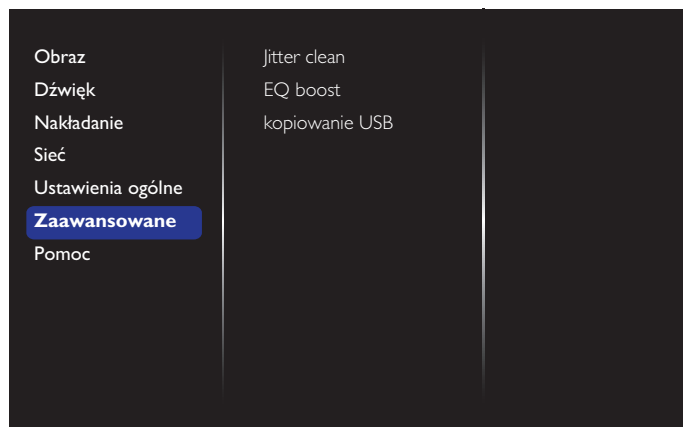 Obraz
Dźwięk
Nakładanie
Sieć
Ustawienia ogólne
Zaawansowane
Pomoc
Jitter clean
EQ boost
kopiowanie USB